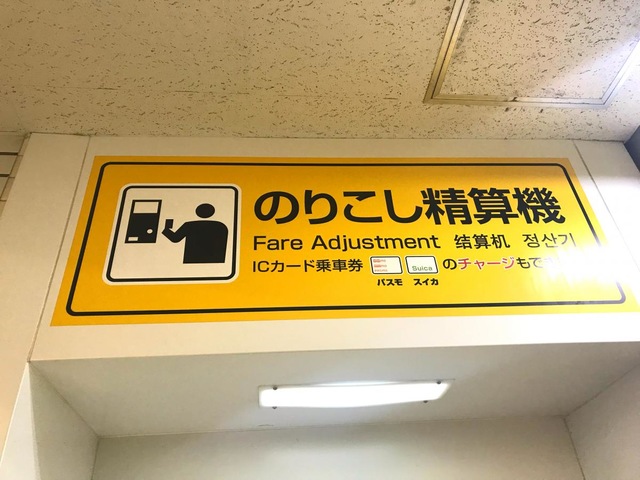 のりこし精算機
Fare Adjustment 结算机 정산기
ICカード乗車券 Suica のチャージもでき
パスモ スイカ